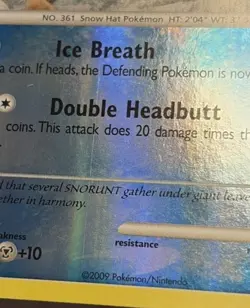 NO. 361 Snow Hat Pokémon HT: 2'04" WT:
Ice Breath
a coin. If heads, the Defending Pokémon is now
Double Headbutt
coins. This attack does 20 damage times th
that several SNORUNT gather under giant leave
ether in harmony.
akness
resistance
+10
©2009 Pokémon/Nintendo